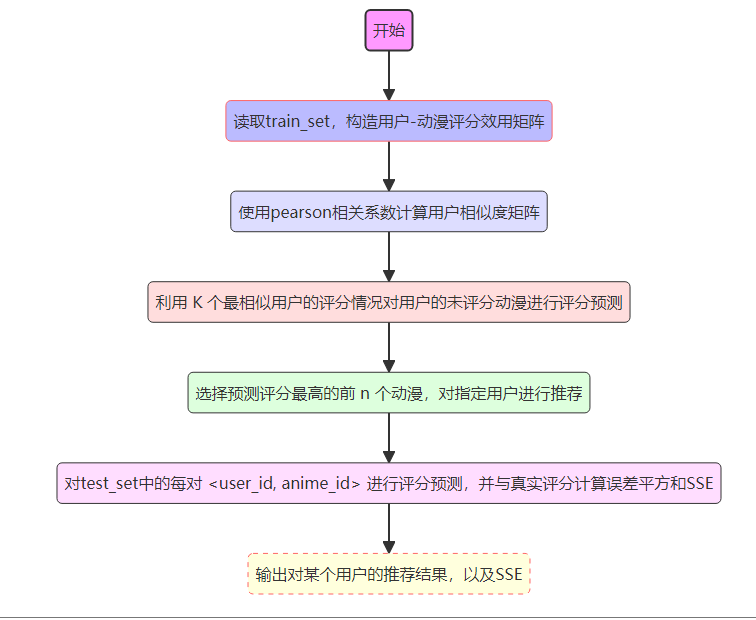 开始
读取train_set，构造用户-动漫评分效用矩阵
使用pearson相关系数计算用户相似度矩阵
利用 K 个最相似用户的评分情况对用户的未评分动漫进行评分预测
选择预测评分最高的前 n 个动漫，对指定用户进行推荐
对test_set中的每对 <user_id, anime_id> 进行评分预测，并与真实评分计算误差平方和SSE
输出对某个用户的推荐结果，以及SSE